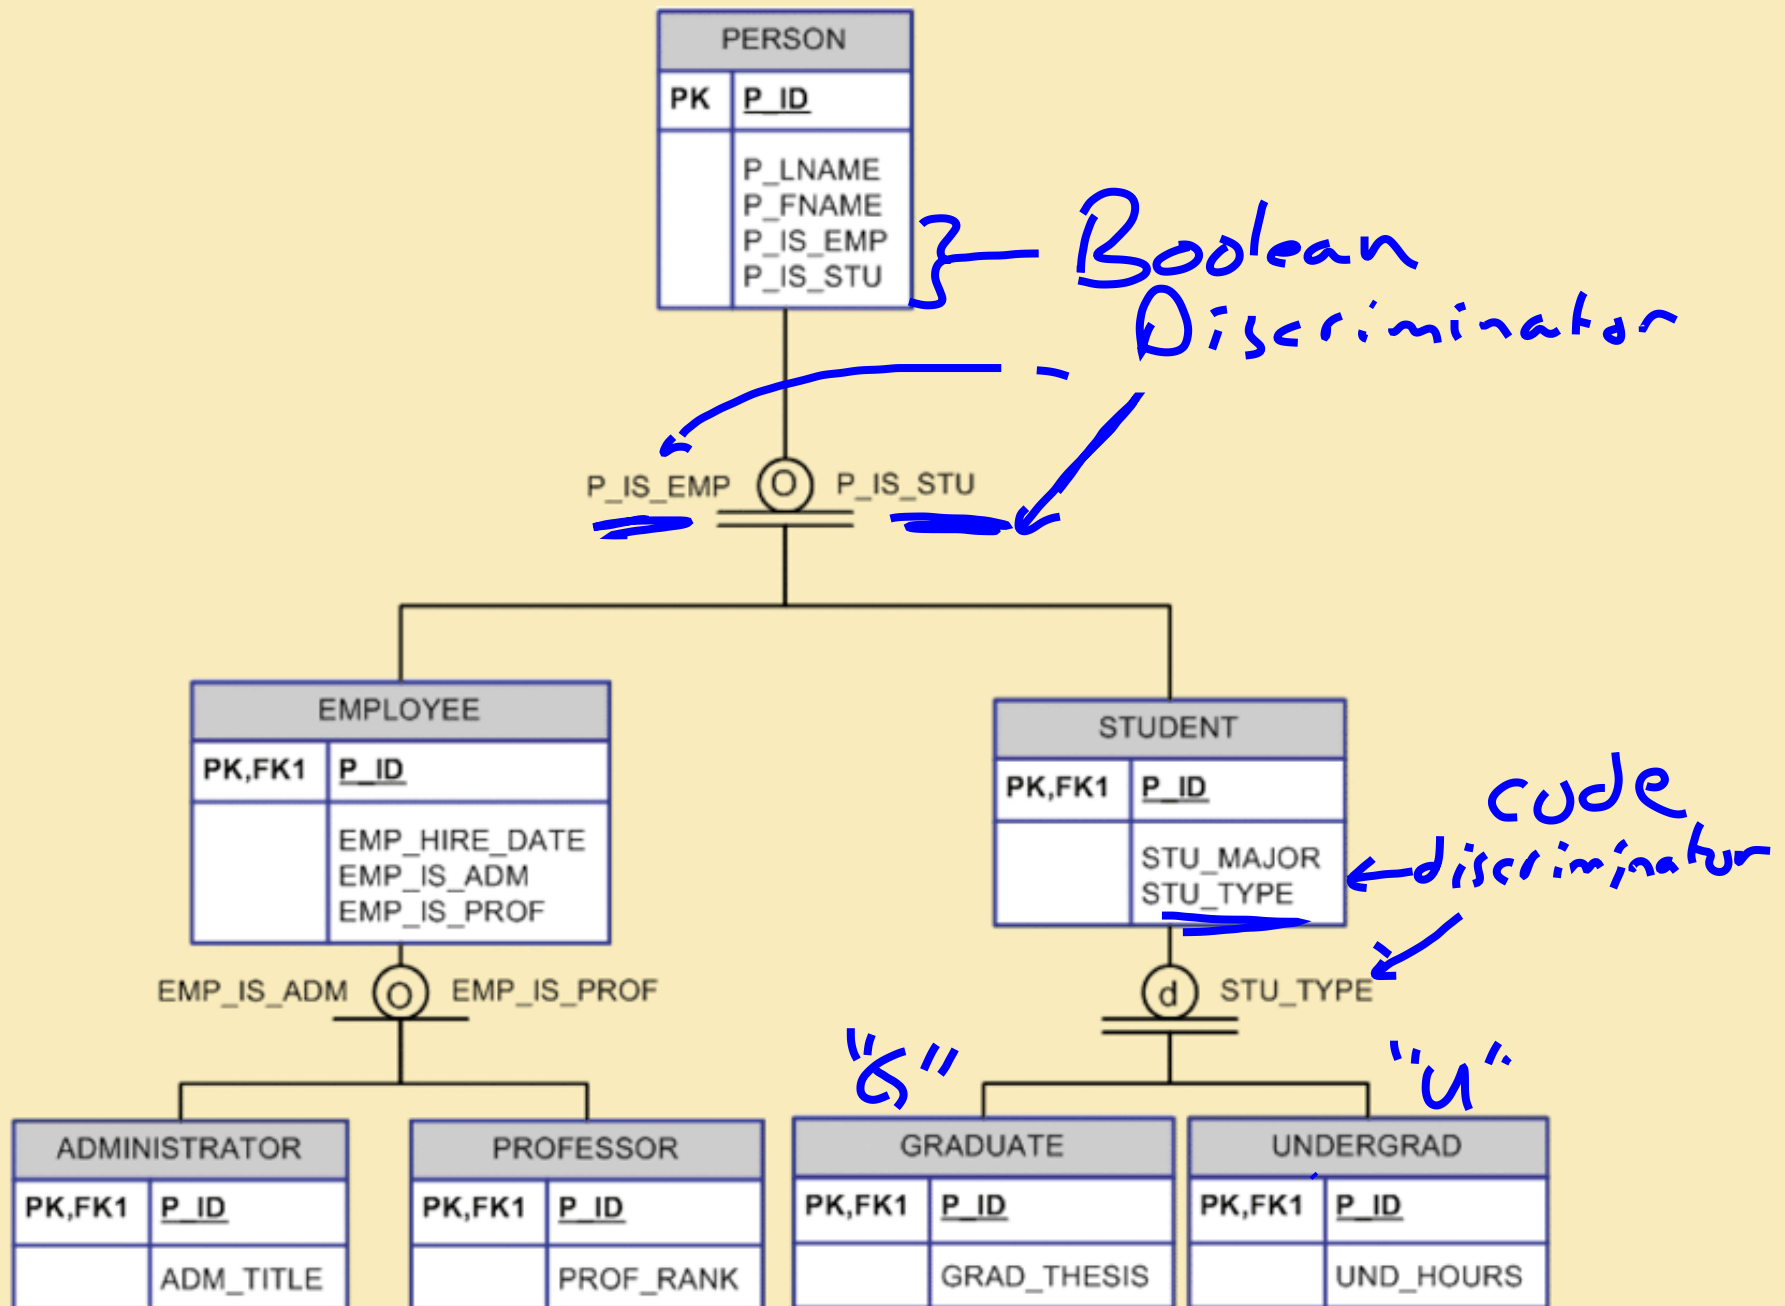 PERSON
PK P_ID
P_LNAME
P_FNAME
P_IS_EMP
P_IS_STU
Boolean
Discriminator
P_IS_EMP O P_IS_STU
EMPLOYEE
PK,FK1 P_ID
EMP_HIRE_DATE
EMP_IS_ADM
EMP_IS_PROF
STUDENT
PK,FK1 P_ID
STU_MAJOR
STU_TYPE
code
discriminator
EMP_IS_ADM O EMP_IS_PROF
d STU_TYPE
"G" "U"
ADMINISTRATOR
PK,FK1 P_ID
ADM_TITLE
PROFESSOR
PK,FK1 P_ID
PROF_RANK
GRADUATE
PK,FK1 P_ID
GRAD_THESIS
UNDERGRAD
PK,FK1 P_ID
UND_HOURS